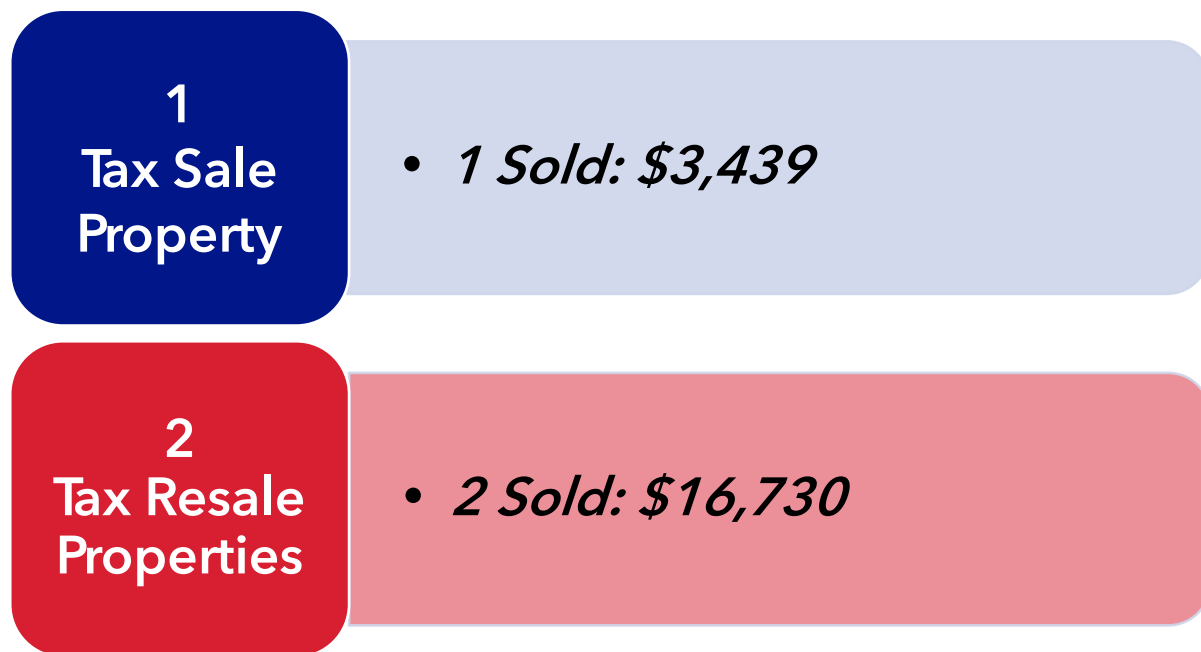 1
Tax Sale
Property
• 1 Sold: $3,439
2
Tax Resale
Properties
• 2 Sold: $16,730